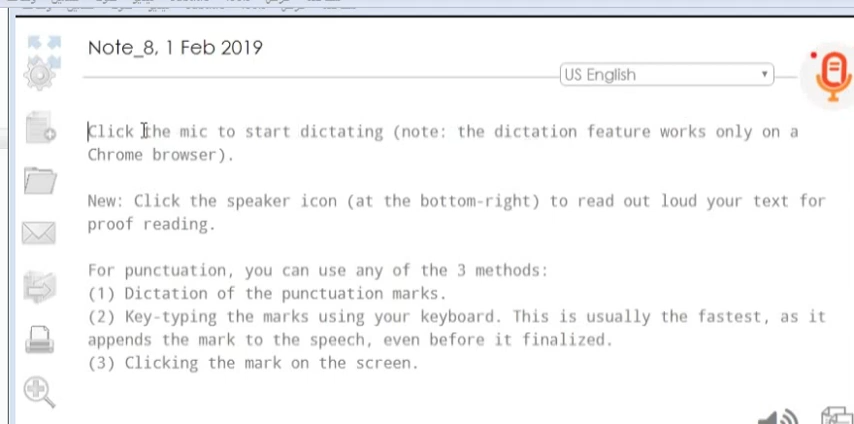 Note_8, 1 Feb 2019
US English
Click the mic to start dictating (note: the dictation feature works only on a
Chrome browser).
New: Click the speaker icon (at the bottom-right) to read out loud your text for
proof reading.
For punctuation, you can use any of the 3 methods:
(1) Dictation of the punctuation marks.
(2) Key-typing the marks using your keyboard. This is usually the fastest, as it
appends the mark to the speech, even before it finalized.
(3) Clicking the mark on the screen.